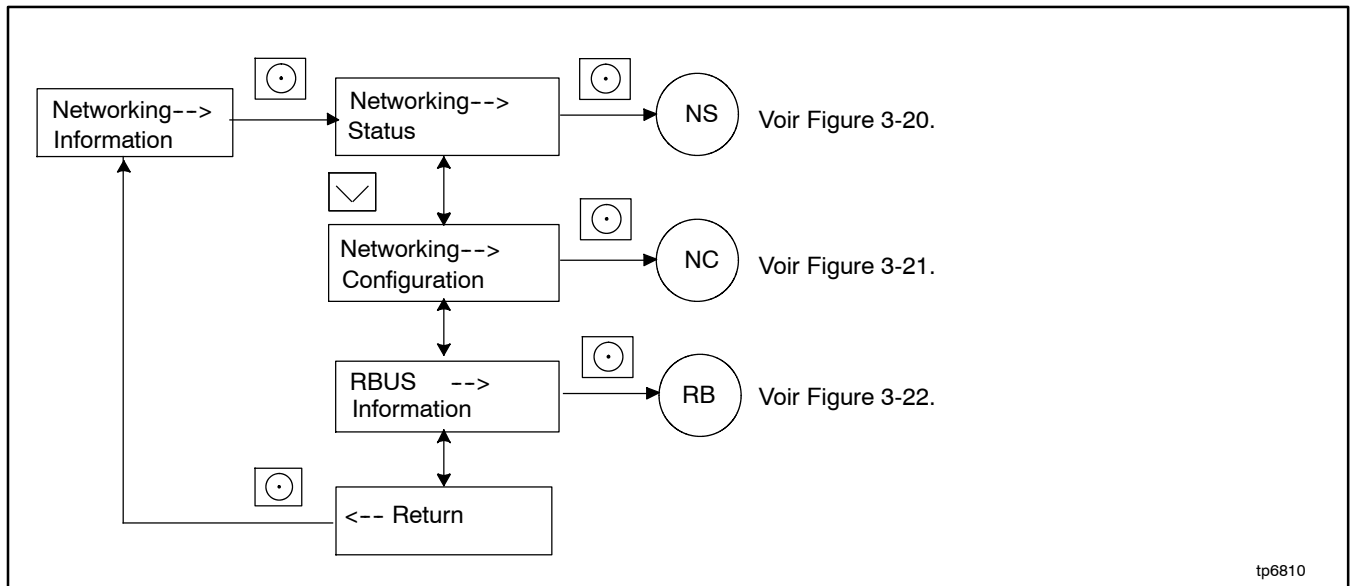 Networking-->
Information
Networking-->
Status
NS
Voir Figure 3-20.
Networking-->
Configuration
NC
Voir Figure 3-21.
RBUS -->
Information
RB
Voir Figure 3-22.
<-- Return
tp6810